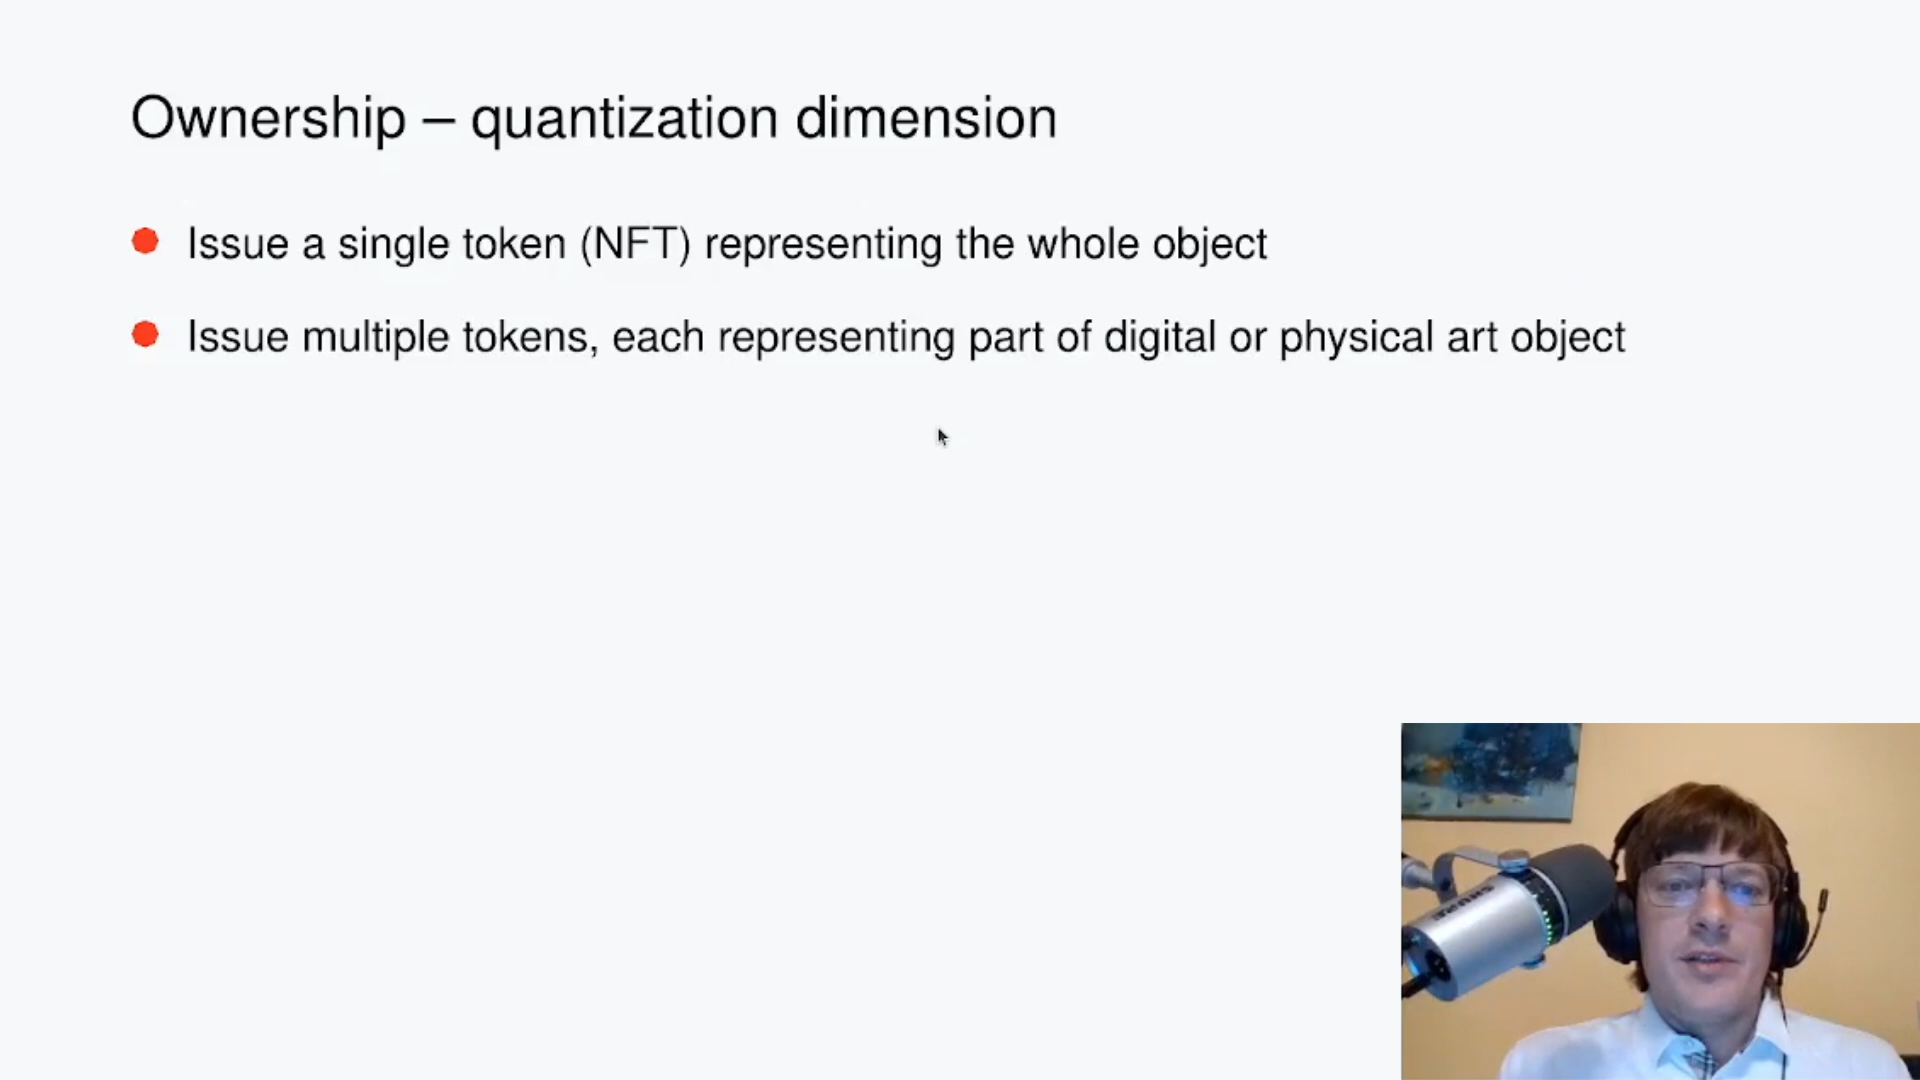 Ownership – quantization dimension
Issue a single token (NFT) representing the whole object
Issue multiple tokens, each representing part of digital or physical art object
SHURE